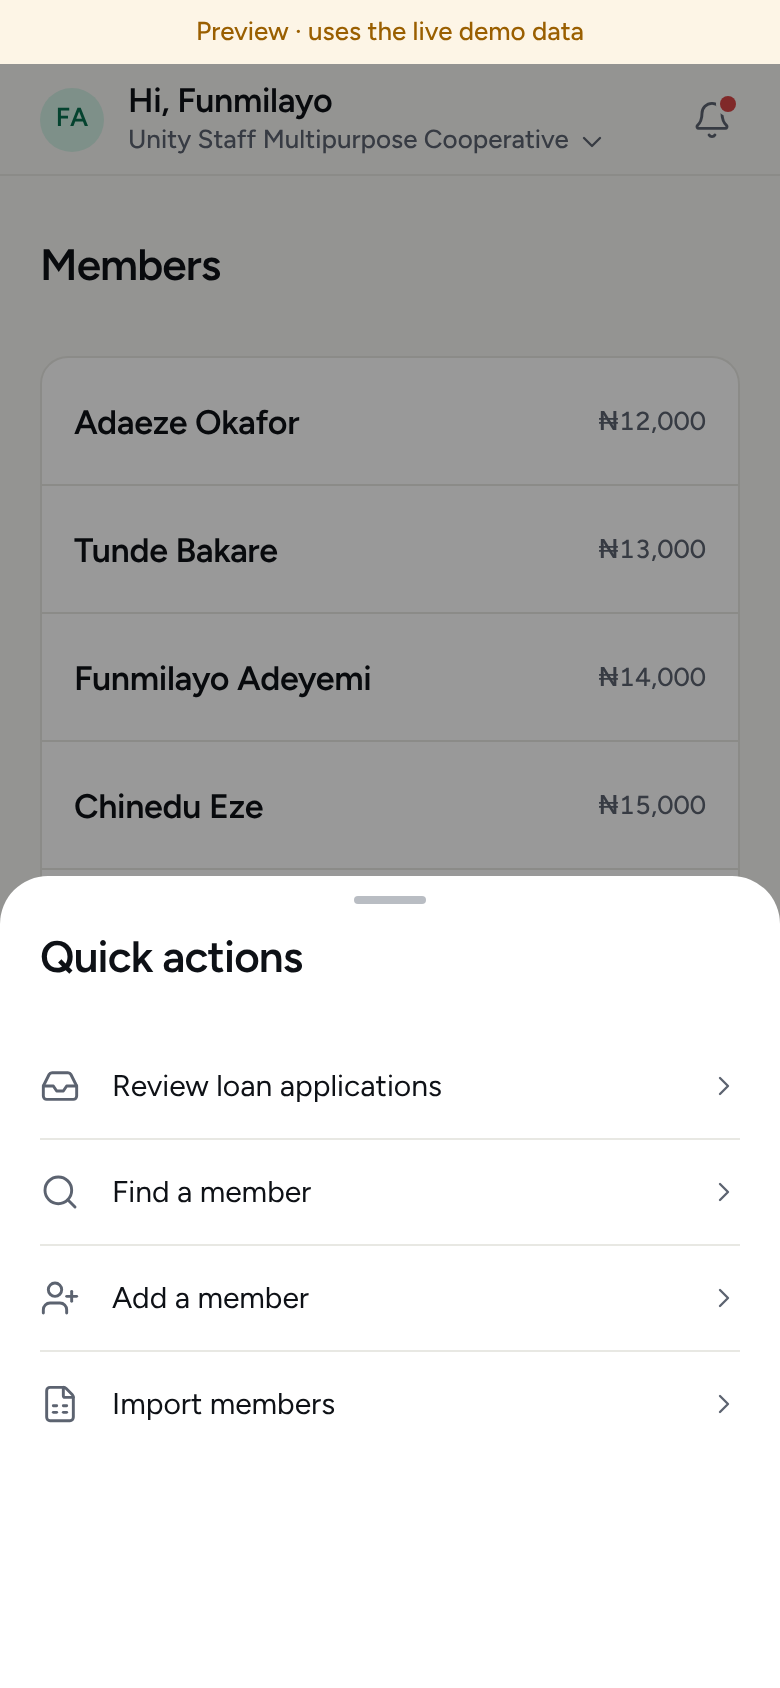 Preview · uses the live demo data
FA
Hi, Funmilayo
Unity Staff Multipurpose Cooperative
Members
Adaeze Okafor ₦12,000
Tunde Bakare ₦13,000
Funmilayo Adeyemi ₦14,000
Chinedu Eze ₦15,000
Quick actions
Review loan applications
Find a member
Add a member
Import members